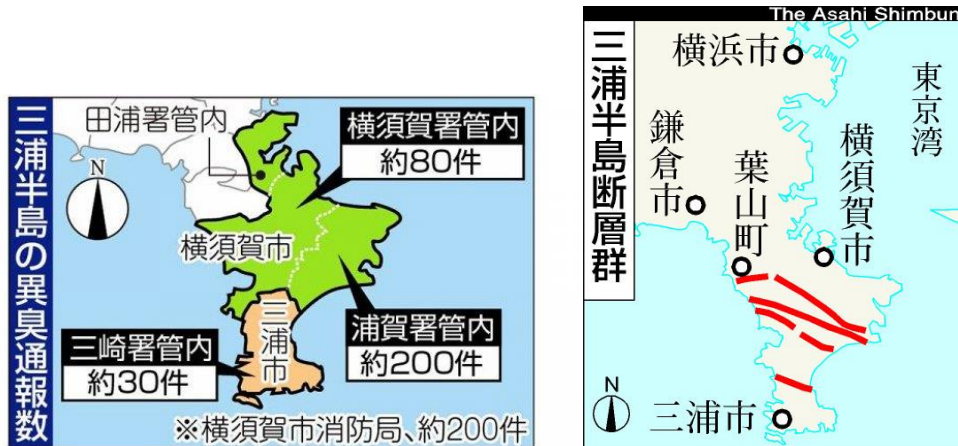 三浦半島の異臭通報数
田浦署管内
横須賀署管内
約80件
N
横須賀市
三浦市
浦賀署管内
約200件
三崎署管内
約30件
※横須賀市消防局、約200件
The Asahi Shimbun
三浦半島断層群
横浜市
東京湾
鎌倉市
葉山町
横須賀市
N
三浦市